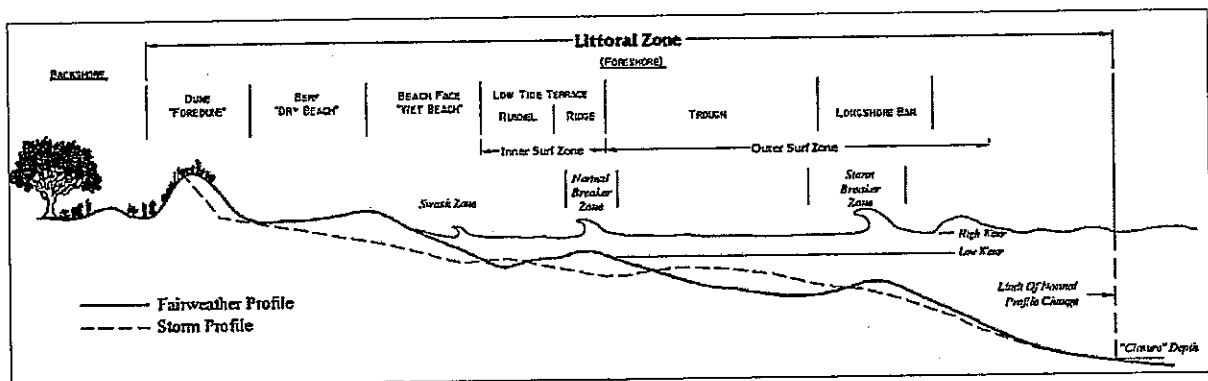 Littoral Zone
(FORESHORE)
BACKSHORE
DUNE
"FOREDUNE"
BERM
"DRY BEACH"
BEACH FACE
"WET BEACH"
LOW TIDE TERRACE
RUNNEL
RIDGE
TROUGH
LONGSHORE BAR
Inner Surf Zone
Outer Surf Zone
Swash Zone
Normal
Breaker
Zone
Storm
Breaker
Zone
High Water
Low Water
Limit Of Normal
Profile Change
Fairweather Profile
Storm Profile
"Closure" Depth